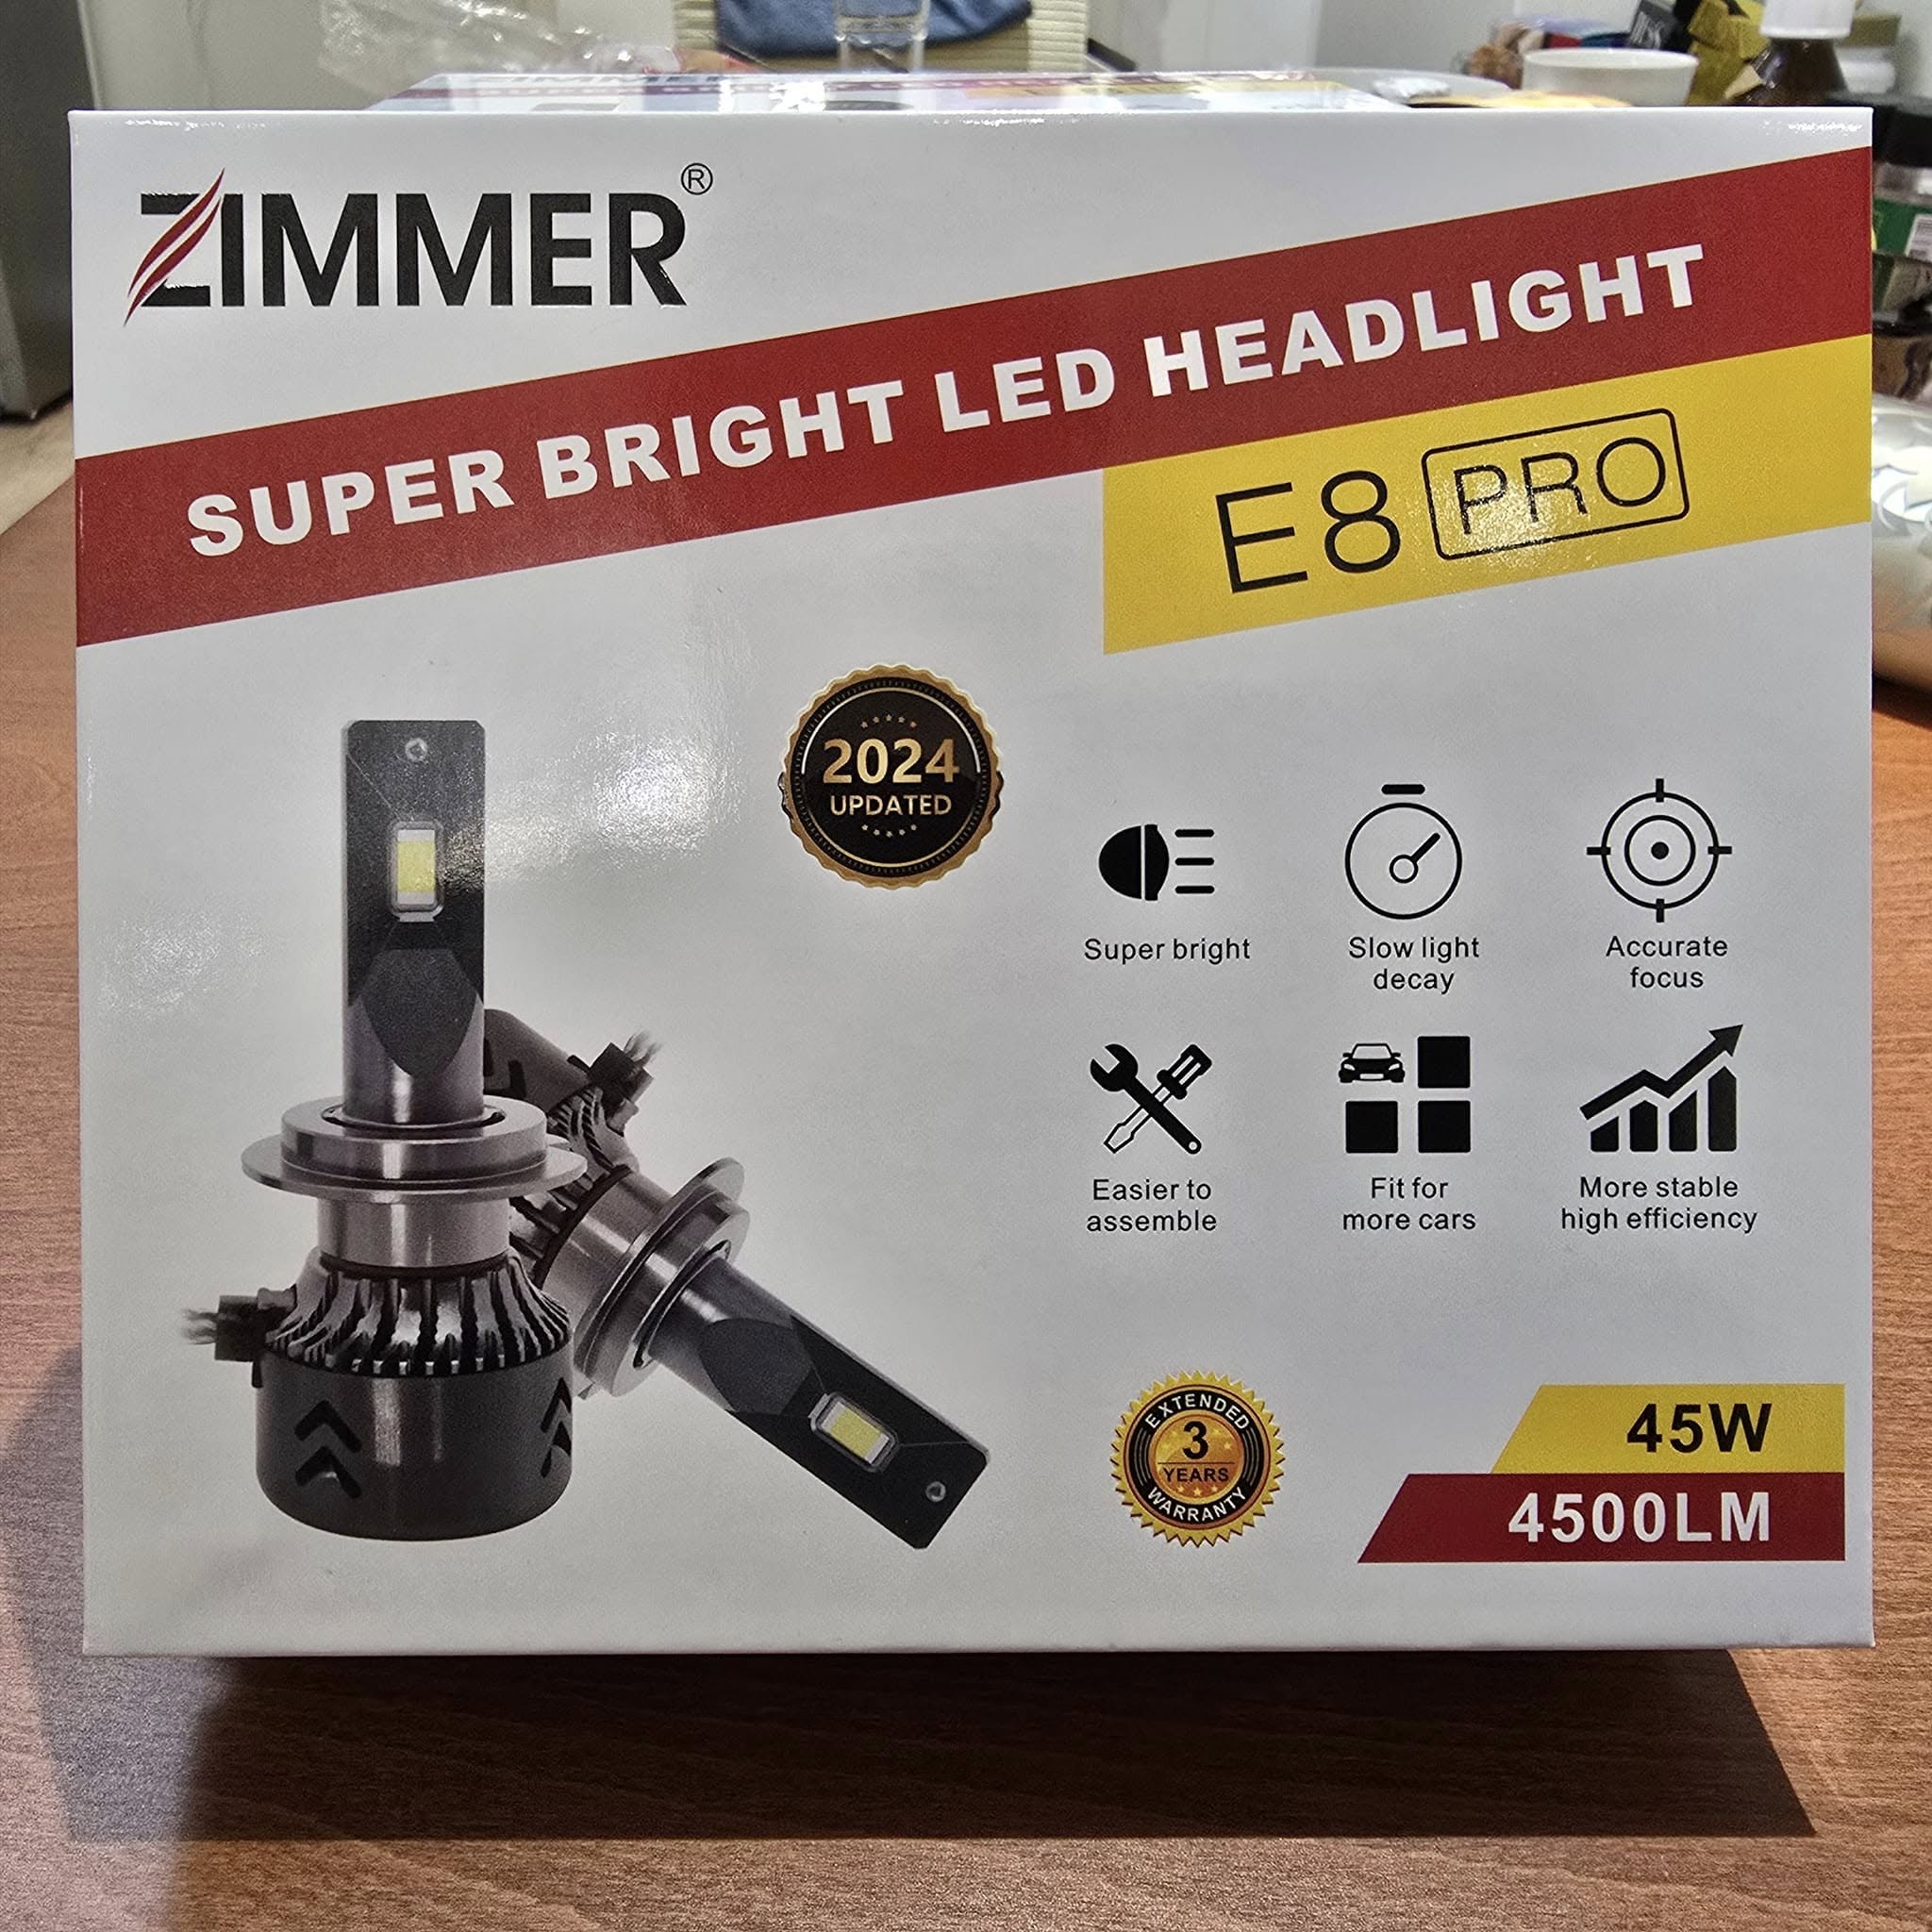 ZIMMER®
SUPER BRIGHT LED HEADLIGHT
E8 PRO
2024
UPDATED
Super bright
Slow light
decay
Accurate
focus
Easier to
assemble
Fit for
more cars
More stable
high efficiency
EXTENDED
3
YEARS
WARRANTY
45W
4500LM